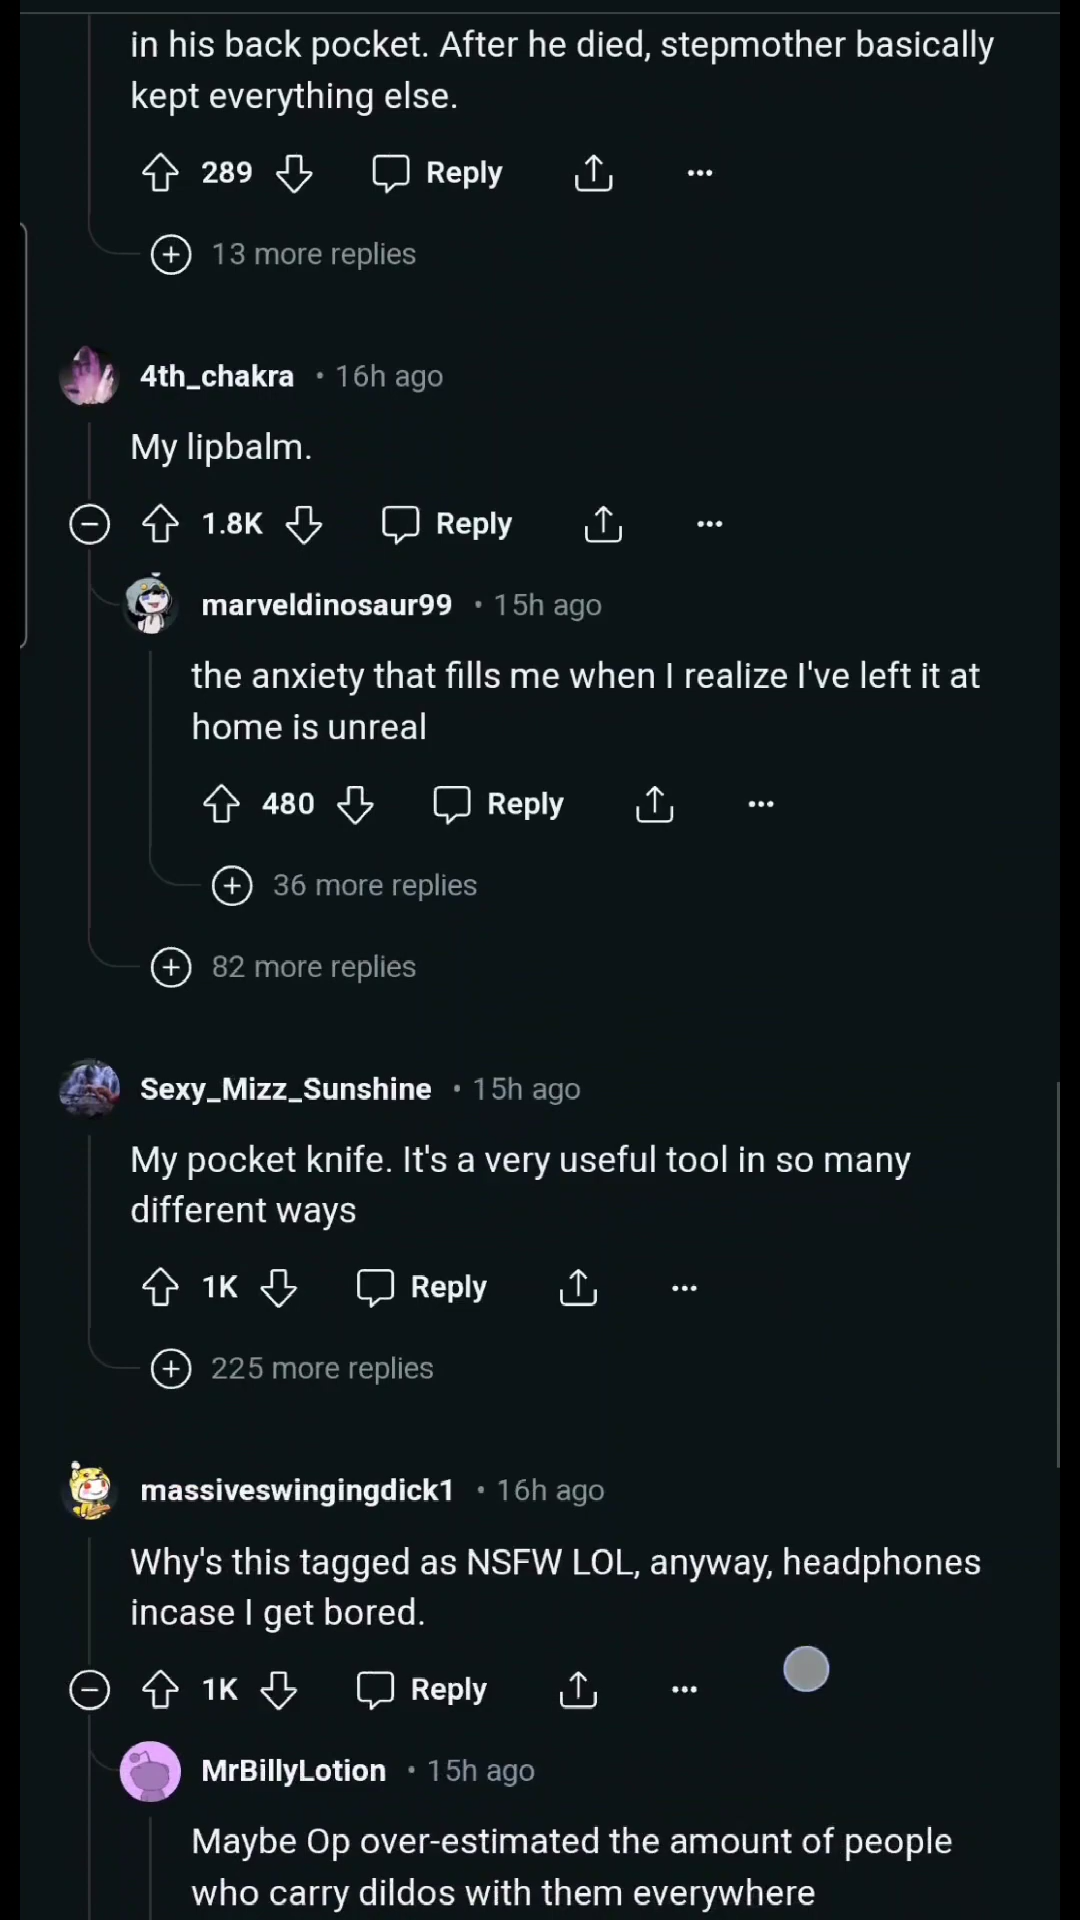 in his back pocket. After he died, stepmother basically
kept everything else.
289 Reply ...
13 more replies
4th_chakra • 16h ago
My lipbalm.
1.8K Reply ...
marveldinosaur99 • 15h ago
the anxiety that fills me when I realize I've left it at
home is unreal
480 Reply ...
36 more replies
82 more replies
Sexy_Mizz_Sunshine • 15h ago
My pocket knife. It's a very useful tool in so many
different ways
1K Reply ...
225 more replies
massiveswingingdick1 • 16h ago
Why's this tagged as NSFW LOL, anyway, headphones
incase I get bored.
1K Reply ...
MrBillyLotion • 15h ago
Maybe Op over-estimated the amount of people
who carry dildos with them everywhere